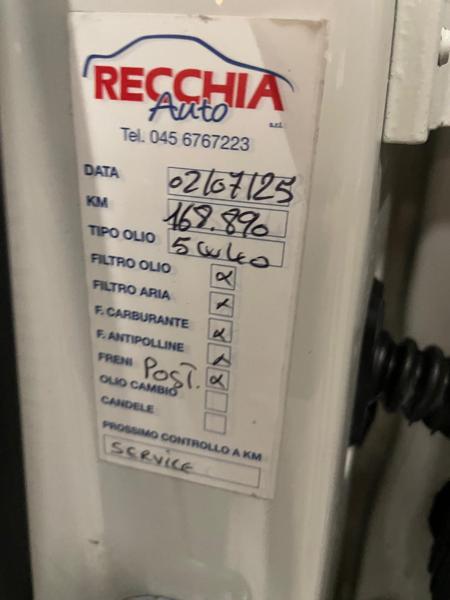 RECCHIA
Auto s.r.l.
Tel. 045 6767223
DATA 02/07/25
KM 168.890
TIPO OLIO 5W40
FILTRO OLIO x
FILTRO ARIA x
F. CARBURANTE x
F. ANTIPOLLINE x
FRENI POST. x
OLIO CAMBIO
CANDELE
PROSSIMO CONTROLLO A KM
SERVICE